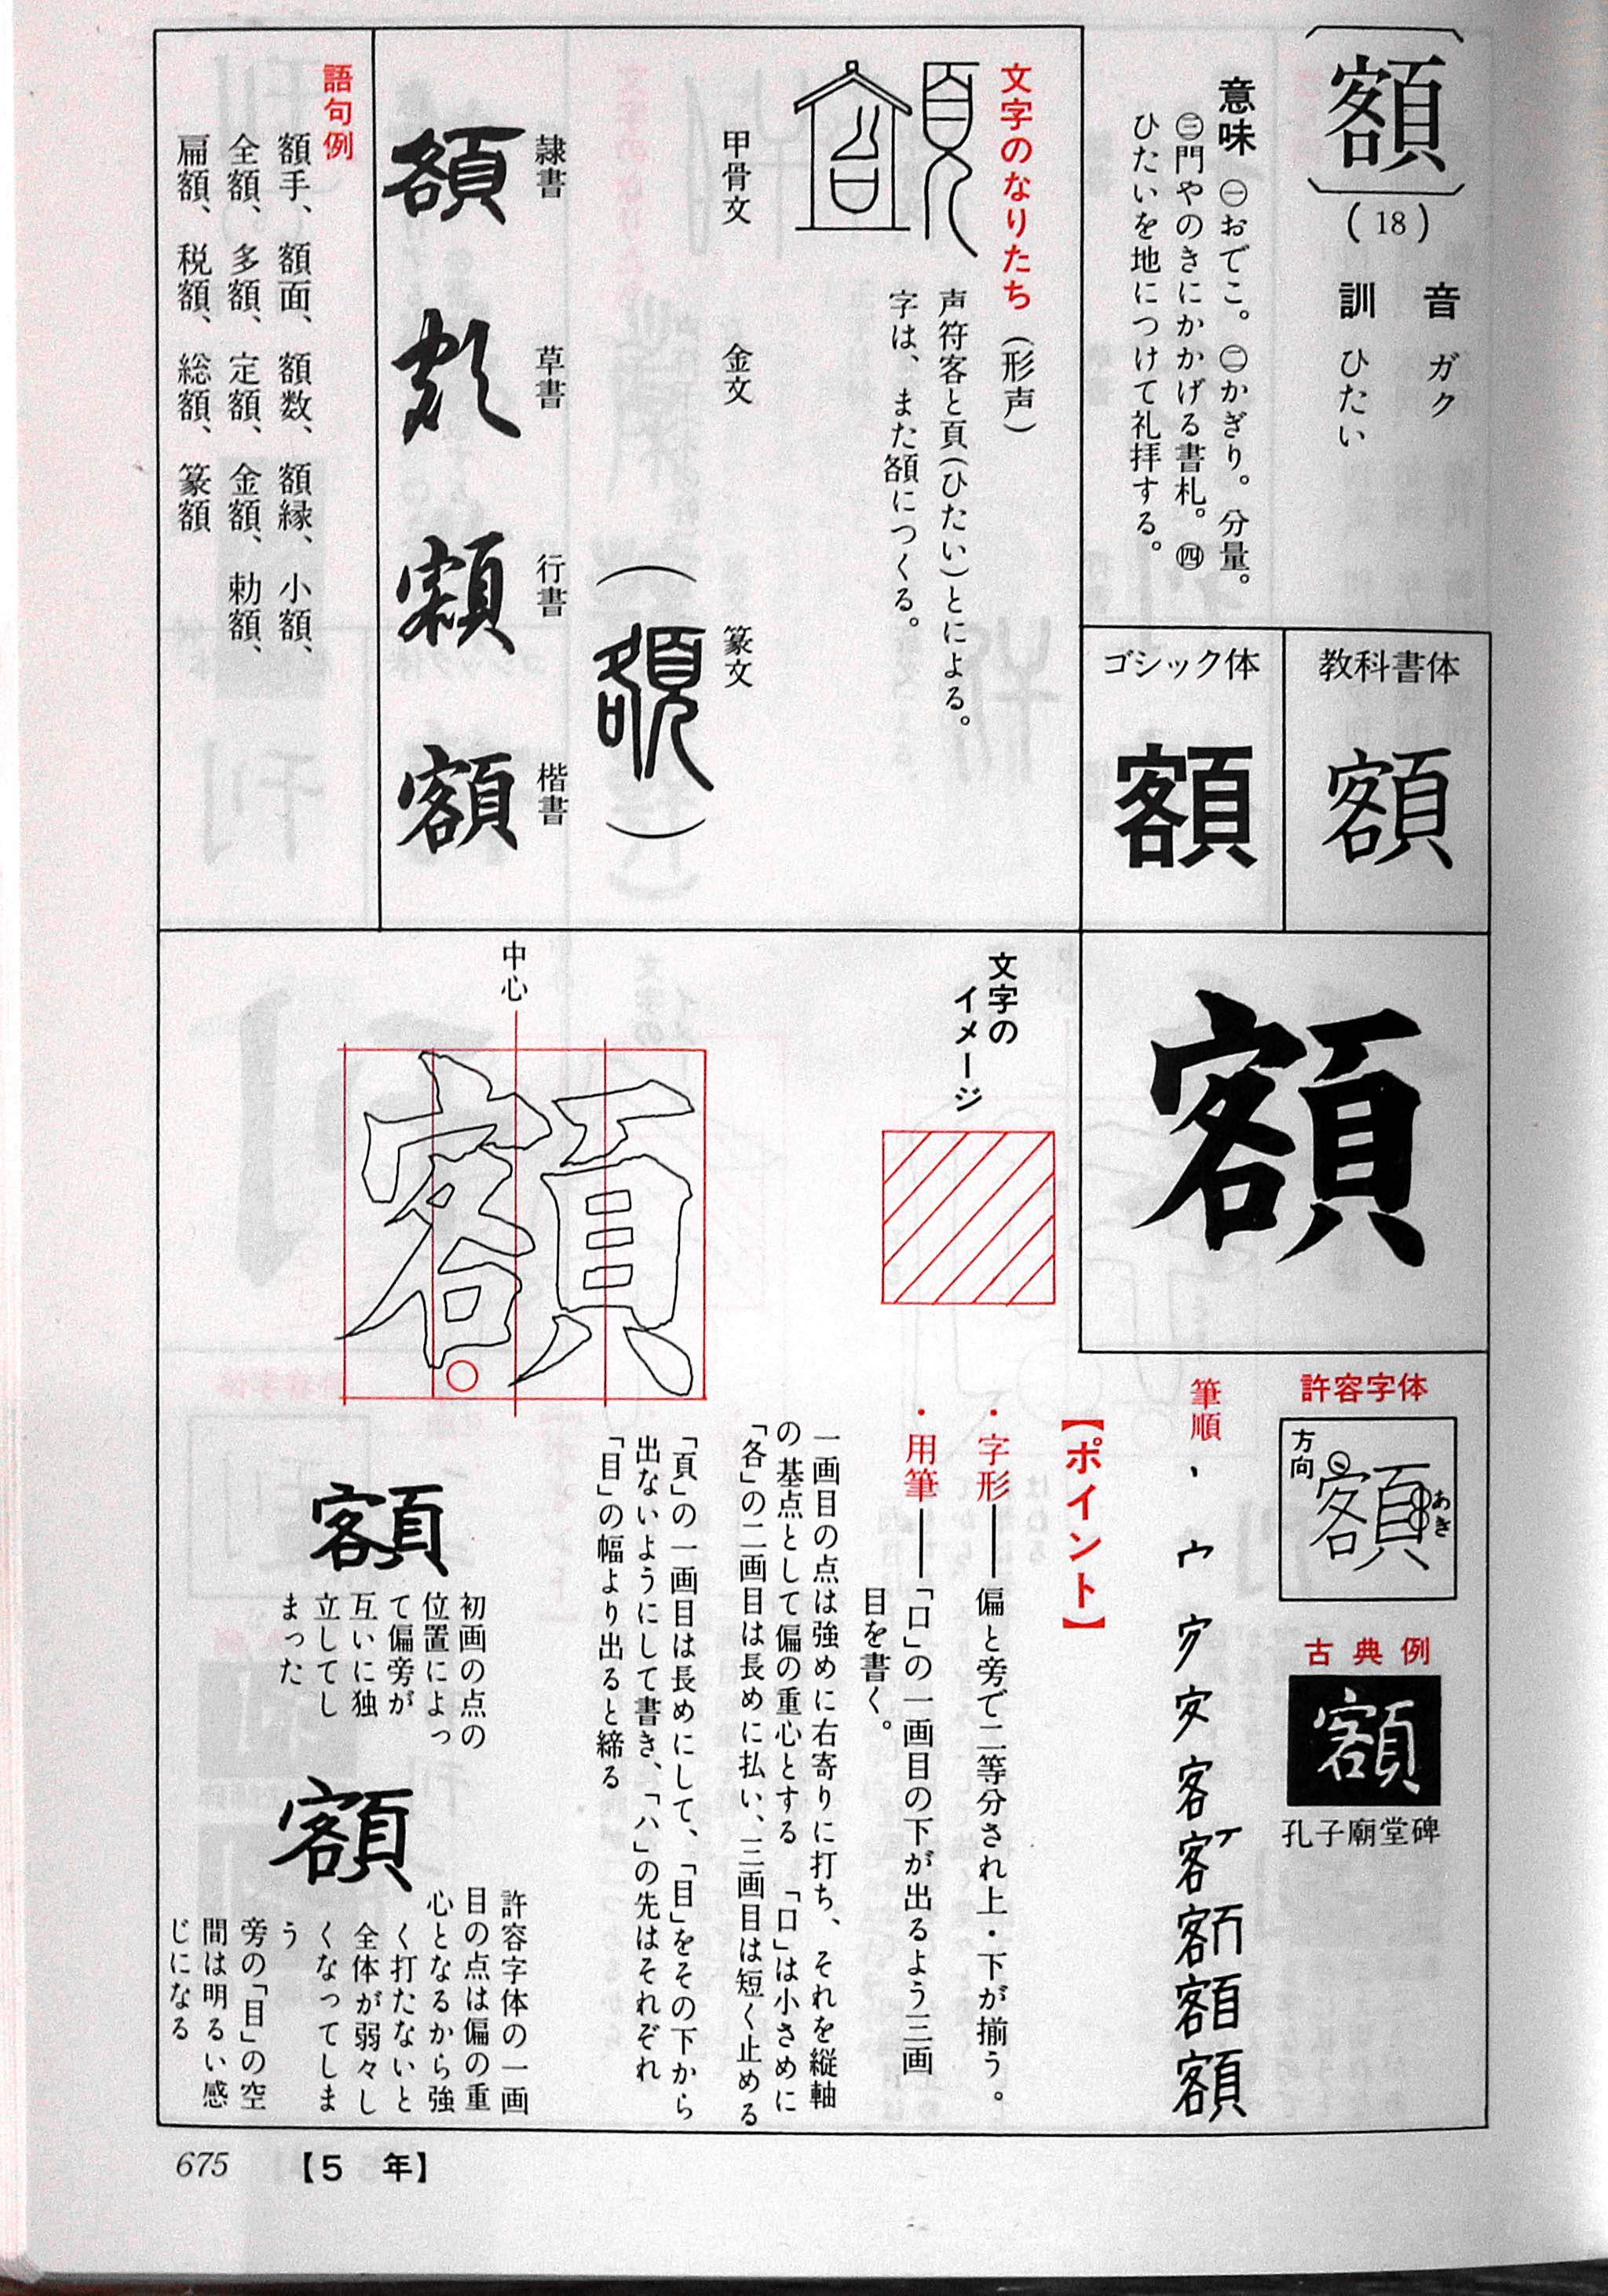 額
(18)
音　ガク
訓　ひたい
意味　㊀おでこ。㊁かぎり。分量。
㊂門やのきにかかげる書札。㊃
ひたいを地につけて礼拝する。
教科書体
額
ゴシック体
額
文字のなりたち（形声）
声符客と頁(ひたい)とによる。
字は、また頟につくる。
甲骨文
金文
篆文
隷書
額
草書
額
行書
額
楷書
額
語句例
額手、額面、額数、額縁、小額、
全額、多額、定額、金額、勅額、
扁額、税額、総額、篆額
額
文字の
イメージ
中心
許容字体
方向
額
あき
古典例
額
孔子廟堂碑
筆順
【ポイント】
・字形――偏と旁で二等分され上・下が揃う。
・用筆――「口」の一画目の下が出るよう三画
目を書く。
一画目の点は強めに右寄りに打ち、それを縦軸
の基点として偏の重心とする　「口」は小さめに
「各」の二画目は長めに払い、三画目は短く止める
「頁」の一画目は長めにして、「目」をその下から
出ないようにして書き、「ハ」の先はそれぞれ
「目」の幅より出ると締る
額
初画の点の
位置によっ
て偏旁が
互いに独
立してし
まった
額
許容字体の一画
目の点は偏の重
心となるから強
く打たないと
全体が弱々し
くなってしま
う
旁の「目」の空
間は明るい感
じになる
675
【5　年】